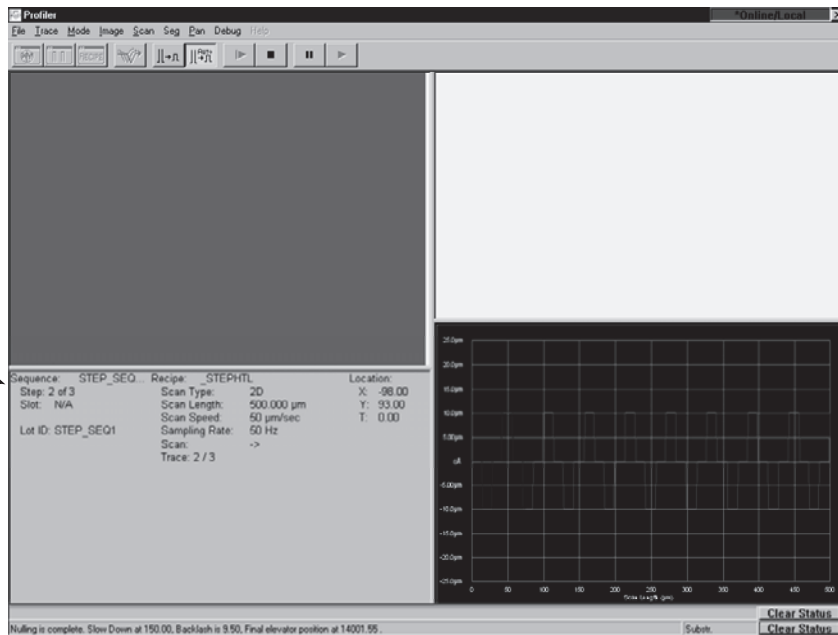 Profiler
*Online/Local
File Trace Mode Image Scan Seg Pan Debug Help
RECIPE
Auto
Sequence: STEP_SEQ... Recipe: _STEPHTL Location:
Step: 2 of 3 Scan Type: 2D X: -98.00
Slot: N/A Scan Length: 500.000 µm Y: 93.00
Scan Speed: 50 µm/sec T: 0.00
Lot ID: STEP_SEQ1 Sampling Rate: 50 Hz
Scan: ->
Trace: 2 / 3
25.0µm
20.0µm
15.0µm
10.0µm
5.00µm
-5.00µm
-10.0µm
-15.0µm
-20.0µm
-25.0µm
0 50 100 150 200 250 300 350 400 450 500
Scan Length (µm)
Clear Status
Nulling is complete. Slow Down at 150.00, Backlash is 9.50, Final elevator position at 14001.55 . Substr. Clear Status